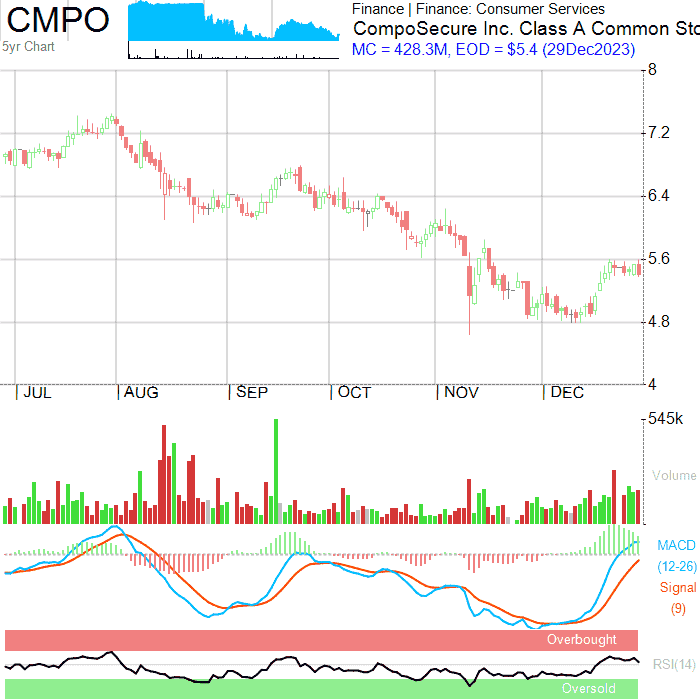 CMPO
5yr Chart
Finance | Finance: Consumer Services
CompoSecure Inc. Class A Common Sto
MC = 428.3M, EOD = $5.4 (29Dec2023)
8
7.2
6.4
5.6
4.8
4
JUL AUG SEP OCT NOV DEC
545k
Volume
MACD
(12-26)
Signal
(9)
Overbought
RSI(14)
Oversold